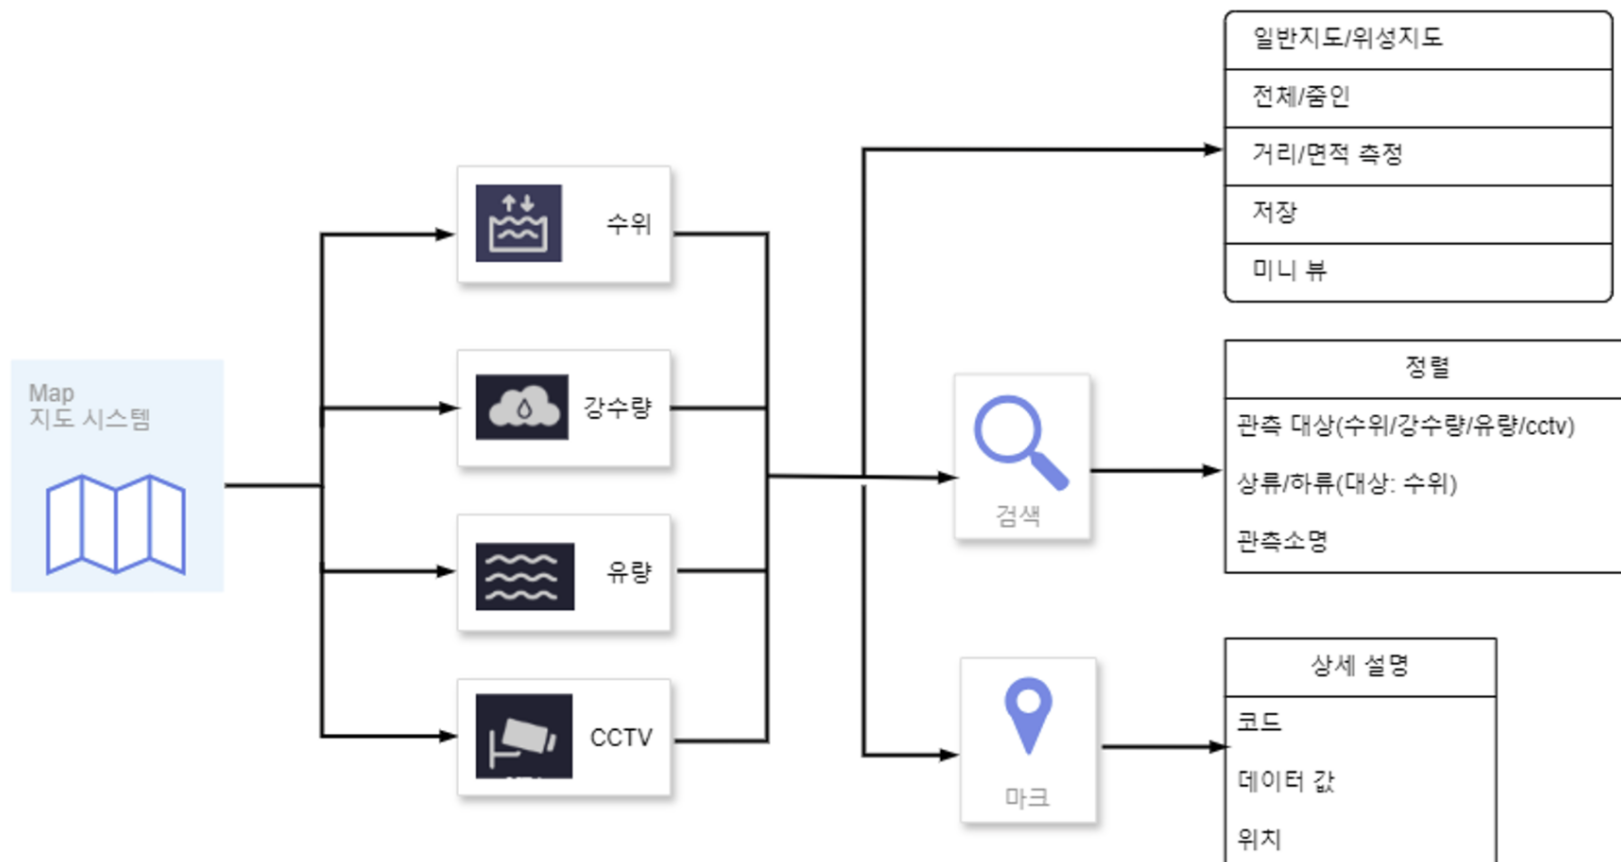 Map
지도 시스템
수위
강수량
유량
CCTV
일반지도/위성지도
전체/줌인
거리/면적 측정
저장
미니 뷰
검색
정렬
관측 대상(수위/강수량/유량/cctv)
상류/하류(대상: 수위)
관측소명
마크
상세 설명
코드
데이터 값
위치